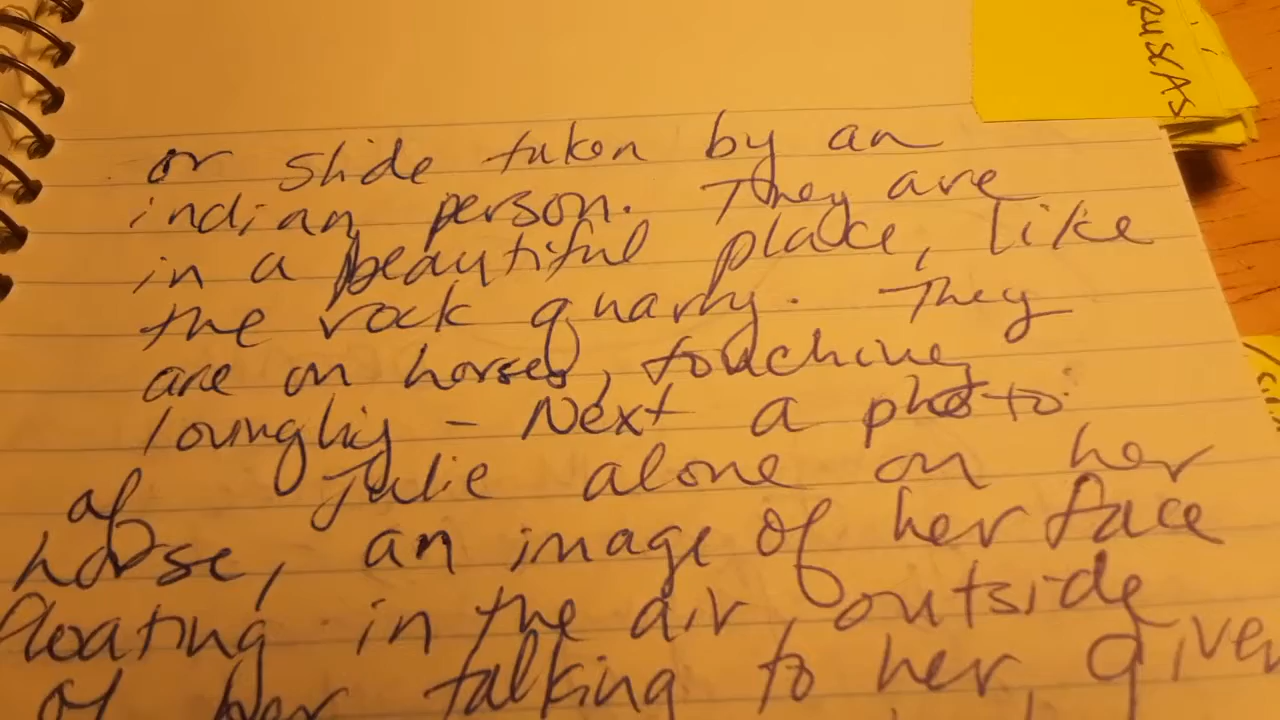 RUSCAS
or slide taken by an
indian person. They are
in a beautiful place, like
the rock quarry. They
are on horses, touching
lovingly - Next a photo
of Julie alone on her
horse, an image of her face
floating in the air, outside
of her talking to her, given